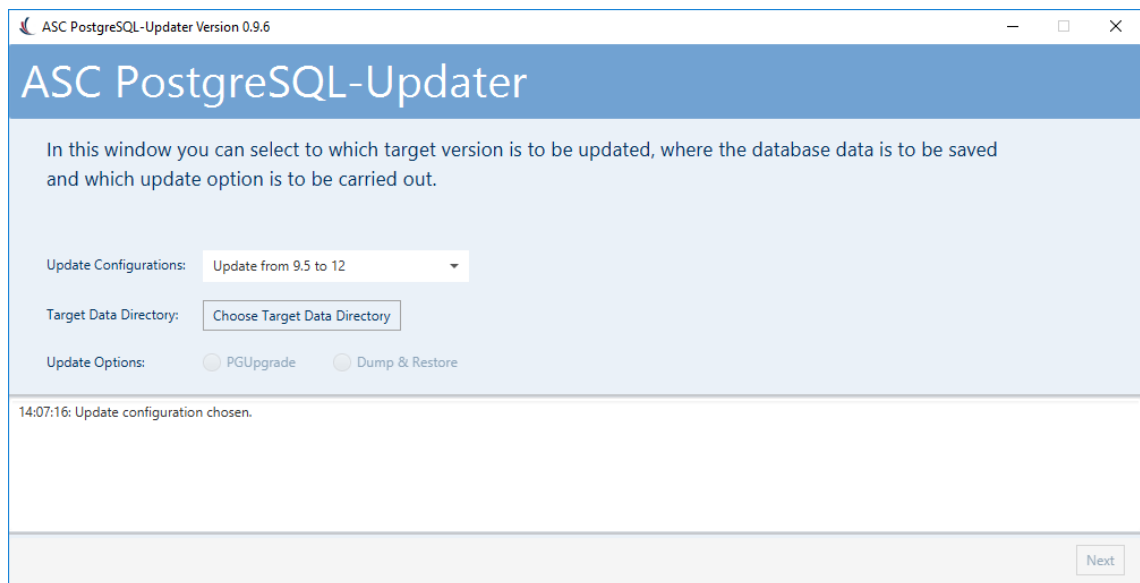 ASC PostgreSQL-Updater Version 0.9.6
ASC PostgreSQL-Updater
In this window you can select to which target version is to be updated, where the database data is to be saved
and which update option is to be carried out.
Update Configurations: Update from 9.5 to 12
Target Data Directory: Choose Target Data Directory
Update Options: PGUpgrade Dump & Restore
14:07:16: Update configuration chosen.
Next